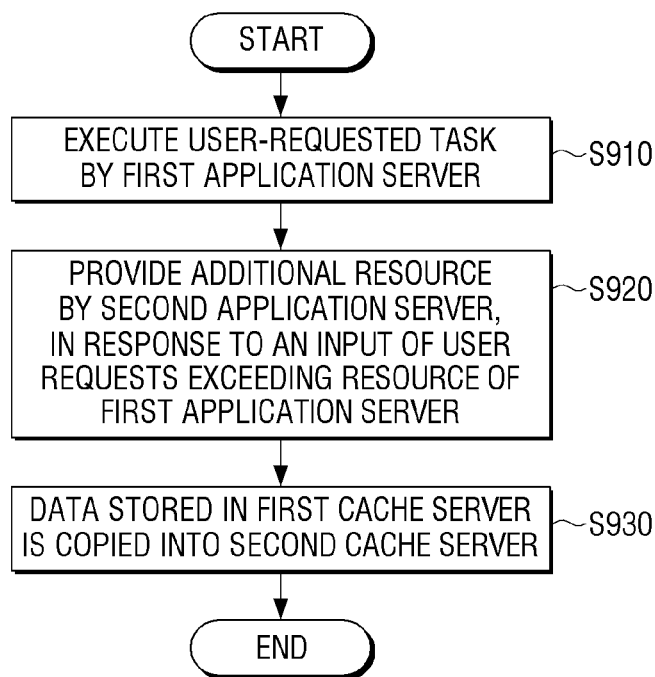 START
EXECUTE USER-REQUESTED TASK
BY FIRST APPLICATION SERVER
S910
PROVIDE ADDITIONAL RESOURCE
BY SECOND APPLICATION SERVER,
IN RESPONSE TO AN INPUT OF USER
REQUESTS EXCEEDING RESOURCE OF
FIRST APPLICATION SERVER
S920
DATA STORED IN FIRST CACHE SERVER
IS COPIED INTO SECOND CACHE SERVER
S930
END